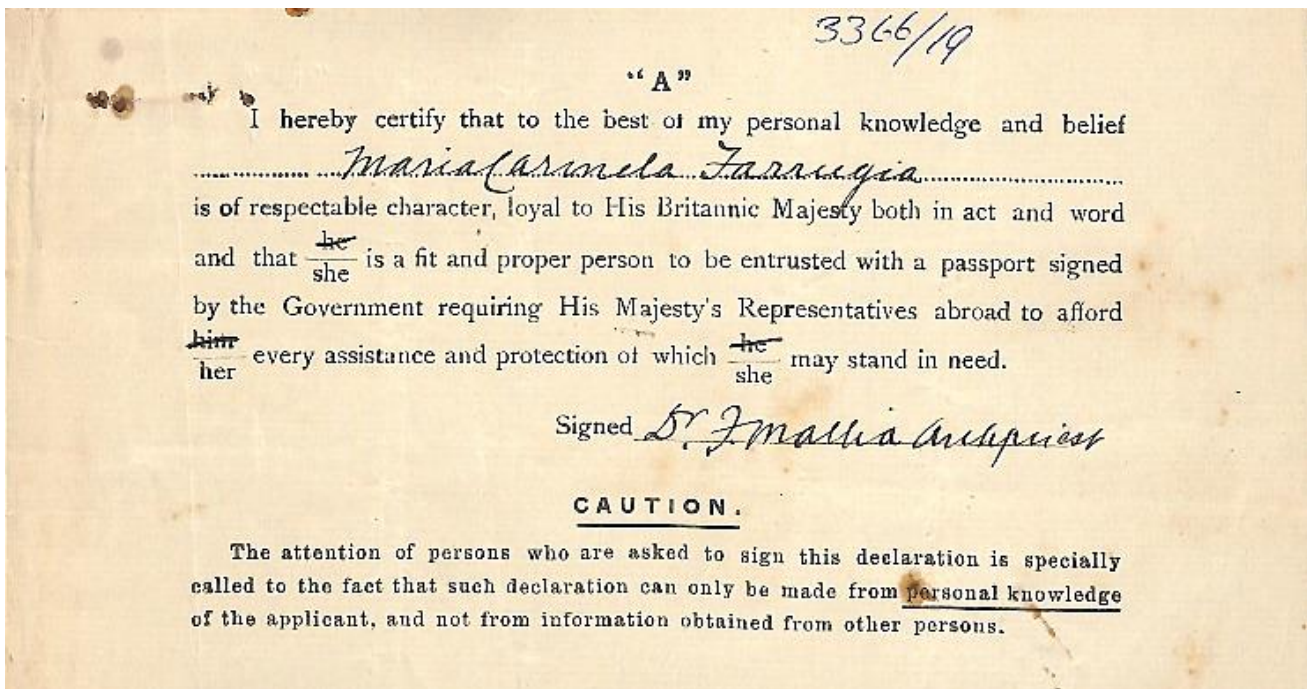 3366/19
"A"
I hereby certify that to the best of my personal knowledge and belief
Maria Carmela Farrugia
is of respectable character, loyal to His Britannic Majesty both in act and word
and that he/she is a fit and proper person to be entrusted with a passport signed
by the Government requiring His Majesty's Representatives abroad to afford
him/her every assistance and protection of which he/she may stand in need.
Signed Dr. F Mallia Archpriest
CAUTION.
The attention of persons who are asked to sign this declaration is specially
called to the fact that such declaration can only be made from personal knowledge
of the applicant, and not from information obtained from other persons.